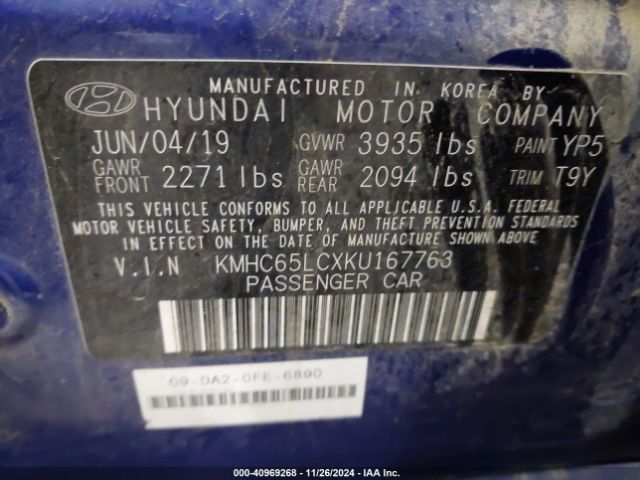 MANUFACTURED IN KOREA BY
HYUNDAI MOTOR COMPANY
JUN/04/19 GVWR 3935 lbs PAINT YP5
GAWR FRONT 2271 lbs GAWR REAR 2094 lbs TRIM T9Y
THIS VEHICLE CONFORMS TO ALL APPLICABLE U.S.A. FEDERAL
MOTOR VEHICLE SAFETY, BUMPER, AND THEFT PREVENTION STANDARDS
IN EFFECT ON THE DATE OF MANUFACTURE SHOWN ABOVE
V.I.N KMHC65LCXKU167763
PASSENGER CAR
09-DA2-0FE-6890
000-40969268 - 11/26/2024 - IAA Inc.